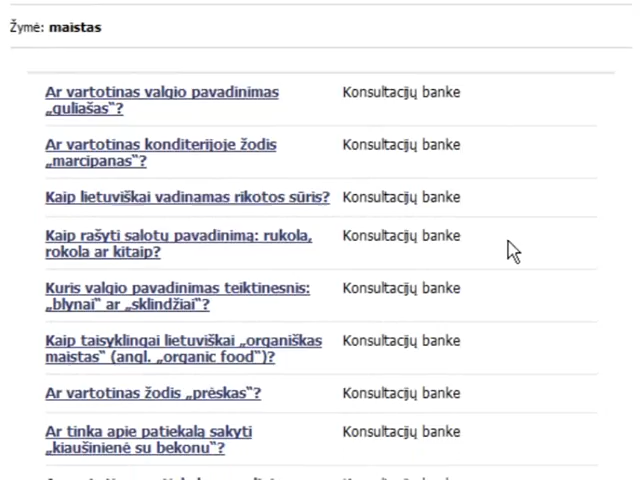 Žymė: maistas
Ar vartotinas valgio pavadinimas Konsultacijų banke
„guliašas“?
Ar vartotinas konditerijoje žodis Konsultacijų banke
„marcipanas“?
Kaip lietuviškai vadinamas rikotos sūris? Konsultacijų banke
Kaip rašyti salotų pavadinimą: rukola, Konsultacijų banke
rokola ar kitaip?
Kuris valgio pavadinimas teiktinesnis: Konsultacijų banke
„blynai“ ar „sklindžiai“?
Kaip taisyklingai lietuviškai „organiškas Konsultacijų banke
maistas“ (angl. „organic food“)?
Ar vartotinas žodis „prėskas“? Konsultacijų banke
Ar tinka apie patiekalą sakyti Konsultacijų banke
„kiaušinienė su bekonu“?